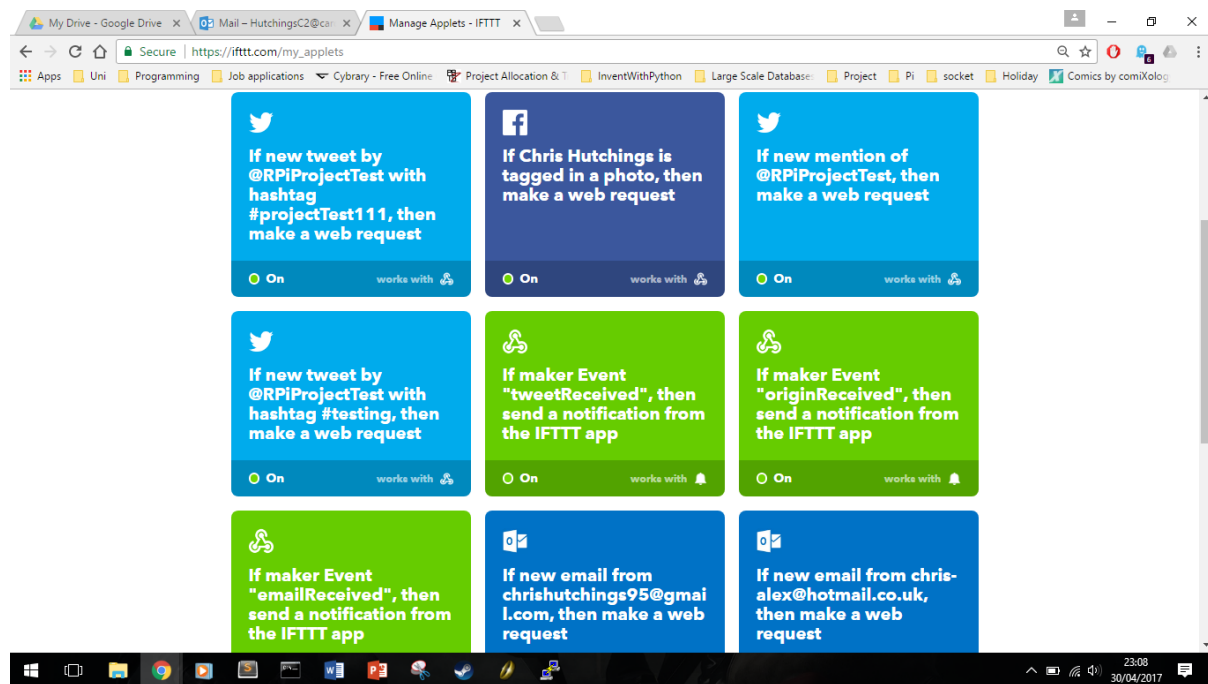 My Drive - Google Drive
Mail – HutchingsC2@car
Manage Applets - IFTTT
Secure | https://ifttt.com/my_applets
Apps Uni Programming Job applications Cybrary - Free Online Project Allocation & T InventWithPython Large Scale Database: Project Pi socket Holiday Comics by comiXolog
6
If new tweet by
@RPiProjectTest with
hashtag
#projectTest111, then
make a web request
On works with
If Chris Hutchings is
tagged in a photo, then
make a web request
On works with
If new mention of
@RPiProjectTest, then
make a web request
On works with
If new tweet by
@RPiProjectTest with
hashtag #testing, then
make a web request
On works with
If maker Event
"tweetReceived", then
send a notification from
the IFTTT app
On works with
If maker Event
"originReceived", then
send a notification from
the IFTTT app
On works with
If maker Event
"emailReceived", then
send a notification from
the IFTTT app
If new email from
chrishutchings95@gmai
l.com, then make a web
request
If new email from chris-
alex@hotmail.co.uk,
then make a web
request
23:08
30/04/2017